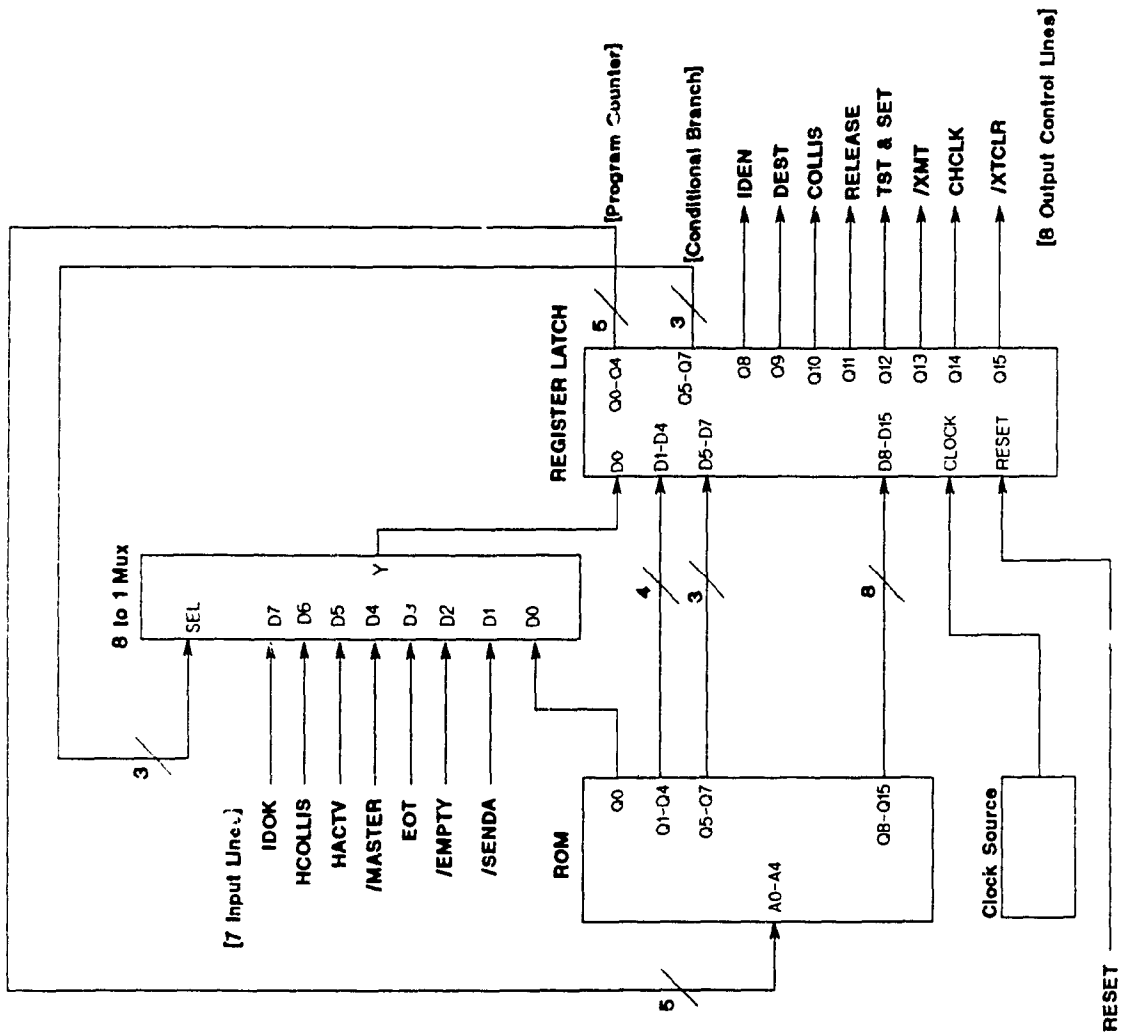 [7 Input Lines]
IDOK
HCOLLIS
HACTV
/MASTER
EOT
/EMPTY
/SENDA
8 to 1 Mux
SEL
D7
D6
D5
D4
D3
D2
D1
D0
Y
3
5
ROM
A0-A4
Q0
Q1-Q4
Q5-Q7
Q8-Q15
4
3
8
Clock Source
RESET
REGISTER LATCH
D0
D1-D4
D5-D7
D8-D15
CLOCK
RESET
Q0-Q4
Q5-Q7
Q8
Q9
Q10
Q11
Q12
Q13
Q14
Q15
5
3
[Program Counter]
[Conditional Branch]
IDEN
DEST
COLLIS
RELEASE
TST & SET
/XMT
CHCLK
/XTCLR
[8 Output Control Lines]